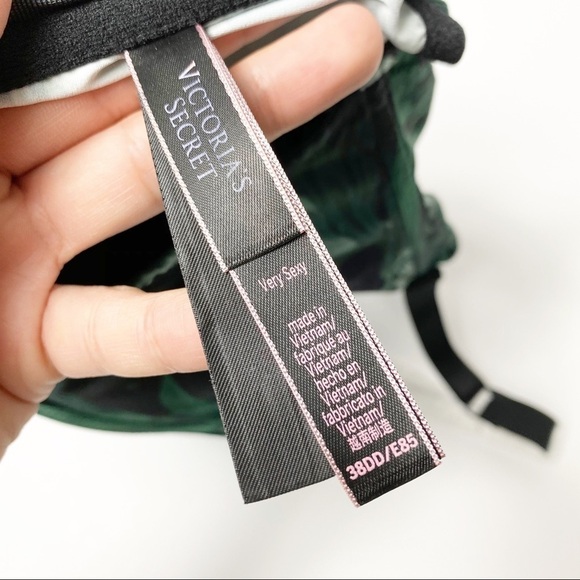 VICTORIA'S
SECRET
Very Sexy
made in
Vietnam/
fabriqué au
Vietnam/
hecho en
Vietnam/
fabbricato in
Vietnam/
越南制造
38DD/E85